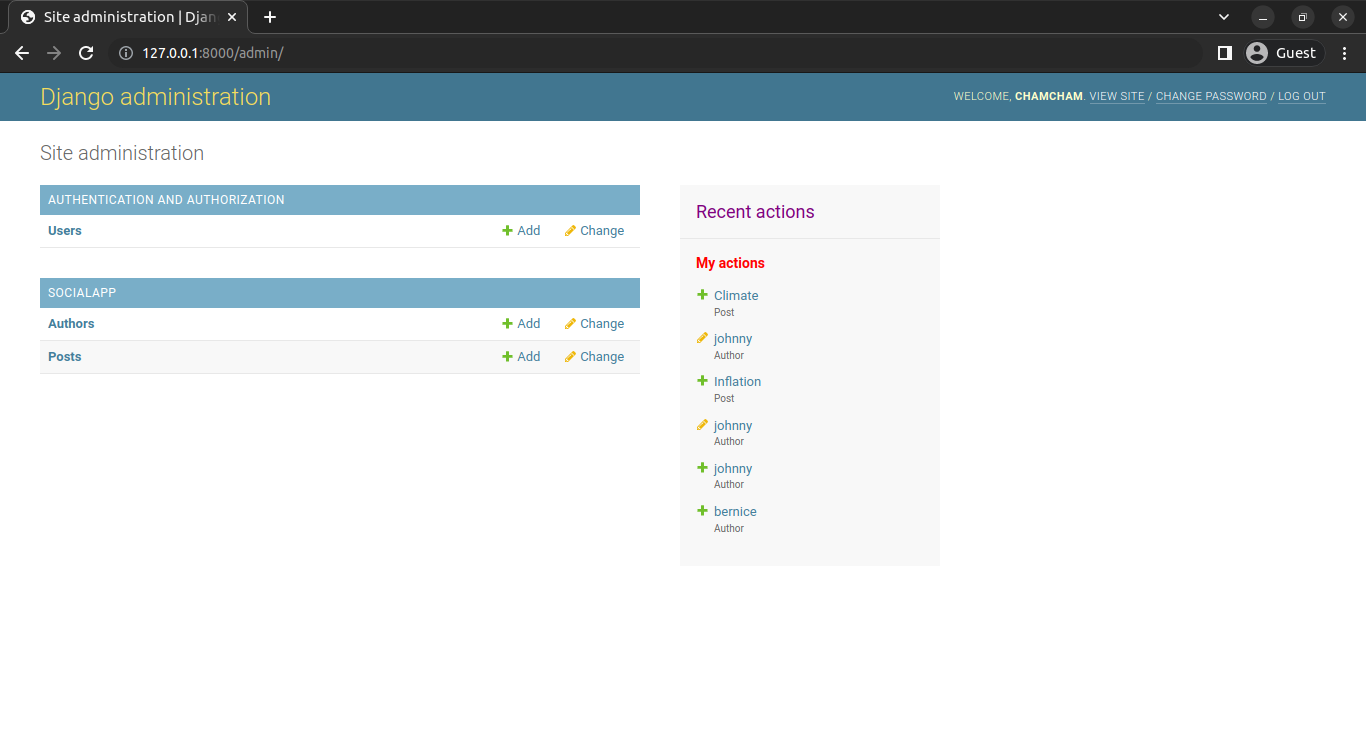 Site administration | Djan
127.0.0.1:8000/admin/
Guest
Django administration
WELCOME, CHAMCHAM. VIEW SITE / CHANGE PASSWORD / LOG OUT
Site administration
AUTHENTICATION AND AUTHORIZATION
Users Add Change
SOCIALAPP
Authors Add Change
Posts Add Change
Recent actions
My actions
Climate
Post
johnny
Author
Inflation
Post
johnny
Author
johnny
Author
bernice
Author